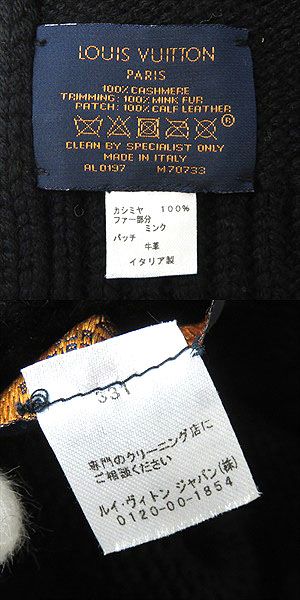 LOUIS VUITTON
PARIS
100% CASHMERE
TRIMMING: 100% MINK FUR
PATCH: 100% CALF LEATHER
®
CLEAN BY SPECIALIST ONLY
MADE IN ITALY
AL0197 M70733
カシミヤ 100%
ファー部分
ミンク
パッチ
牛革
イタリア製
331
専門のクリーニング店に
ご相談ください
ルイ・ヴィトン ジャパン(株)
0120-00-1854